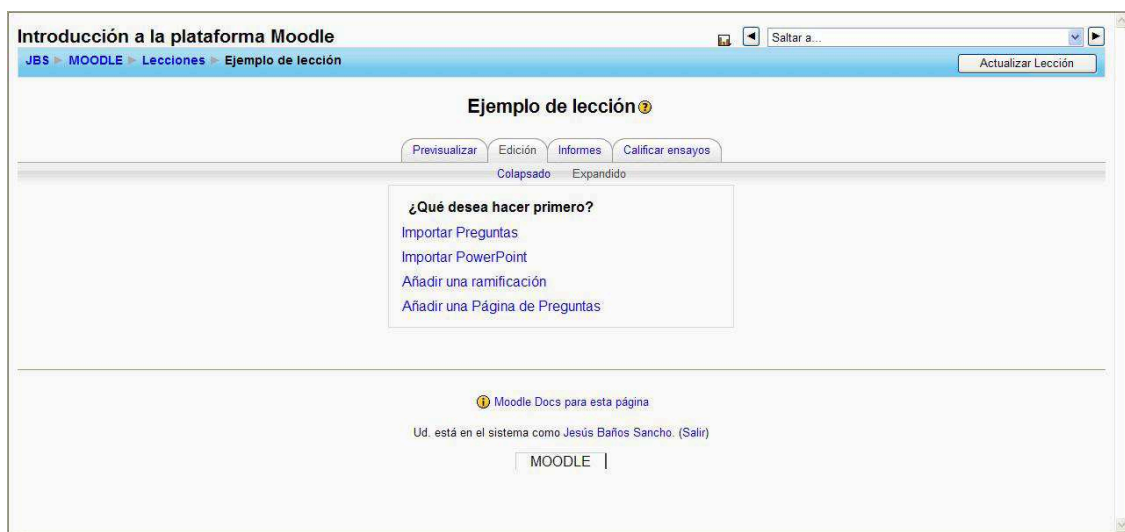 Introducción a la plataforma Moodle
Saltar a...
JBS ► MOODLE ► Lecciones ► Ejemplo de lección
Actualizar Lección
Ejemplo de lección
Previsualizar Edición Informes Calificar ensayos
Colapsado Expandido
¿Qué desea hacer primero?
Importar Preguntas
Importar PowerPoint
Añadir una ramificación
Añadir una Página de Preguntas
Moodle Docs para esta página
Ud. está en el sistema como Jesús Baños Sancho. (Salir)
MOODLE